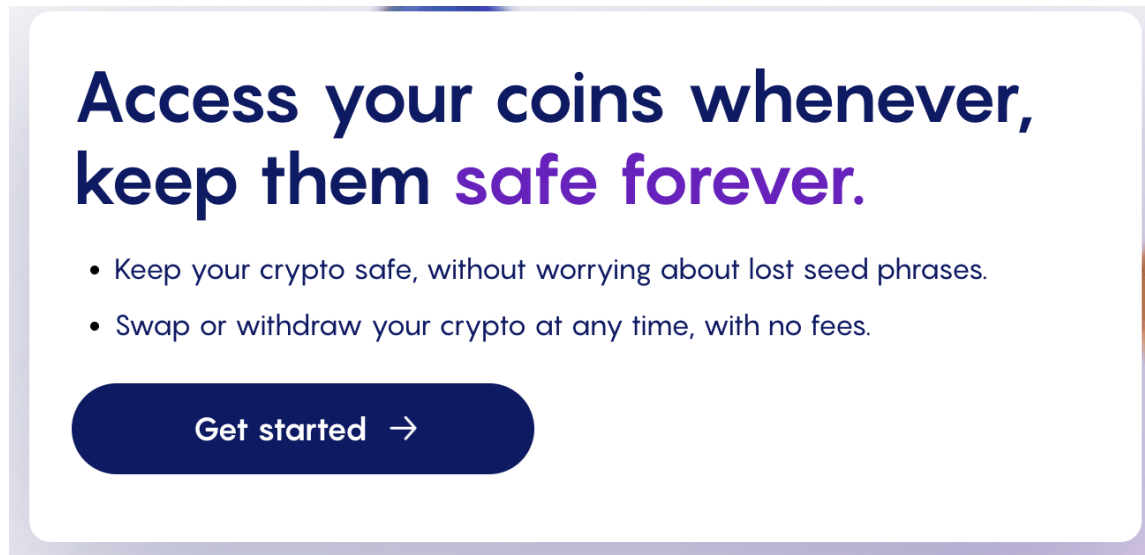 Access your coins whenever,
keep them safe forever.
• Keep your crypto safe, without worrying about lost seed phrases.
• Swap or withdraw your crypto at any time, with no fees.
Get started →